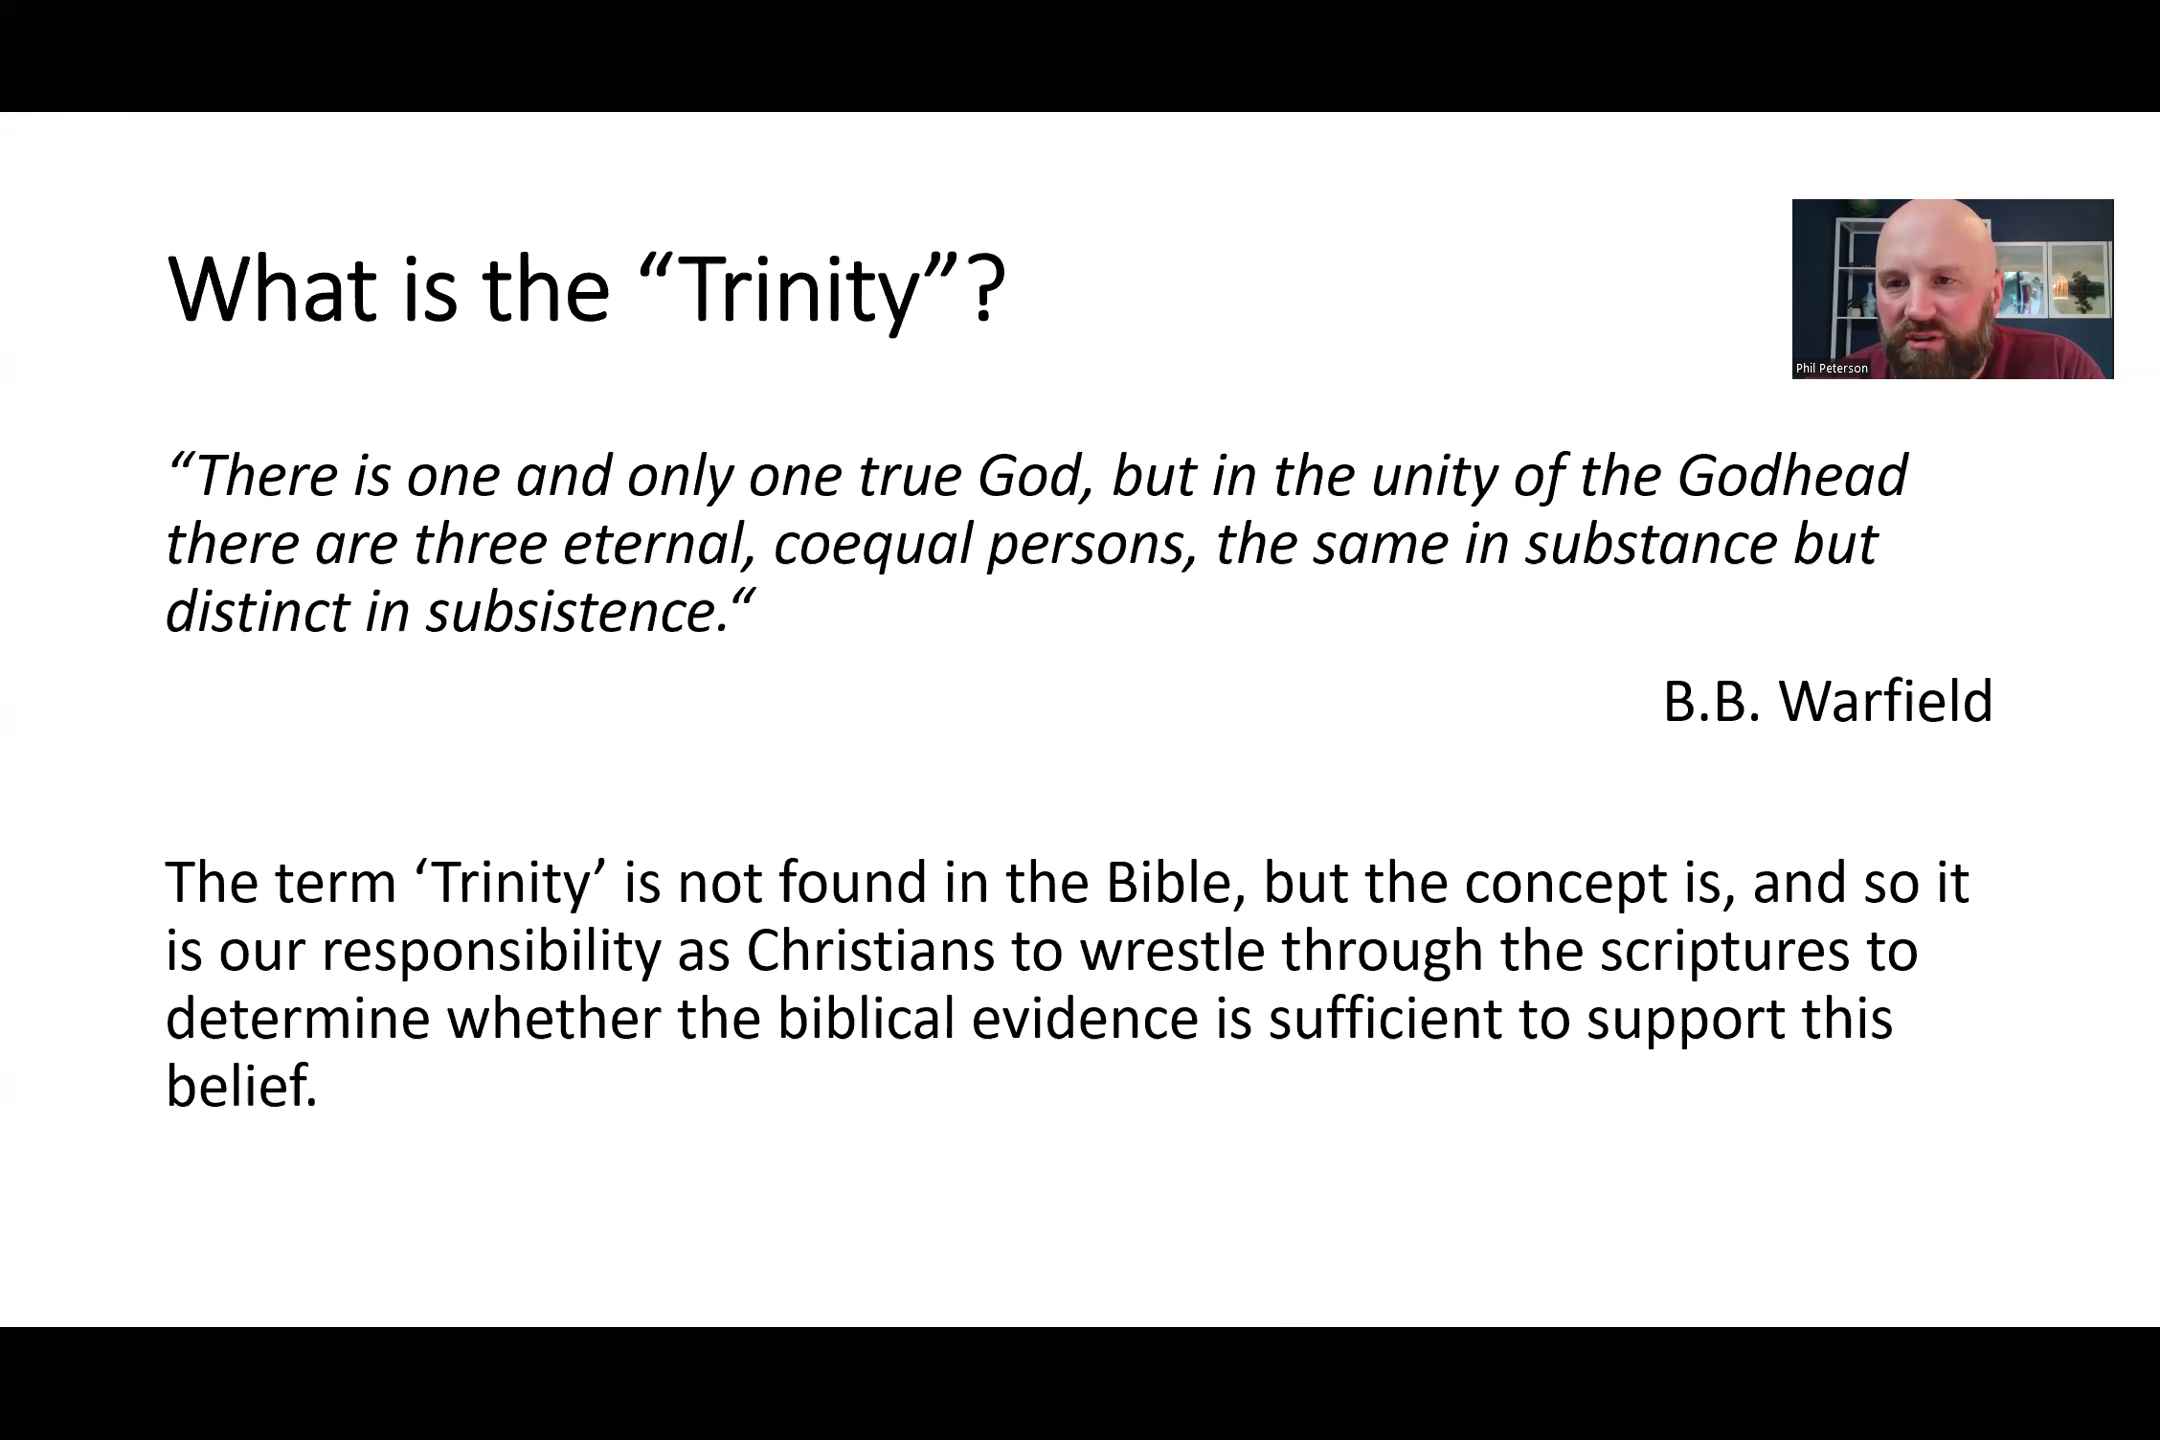 What is the “Trinity”?
Phil Peterson
“There is one and only one true God, but in the unity of the Godhead
there are three eternal, coequal persons, the same in substance but
distinct in subsistence.“
B.B. Warfield
The term ‘Trinity’ is not found in the Bible, but the concept is, and so it
is our responsibility as Christians to wrestle through the scriptures to
determine whether the biblical evidence is sufficient to support this
belief.